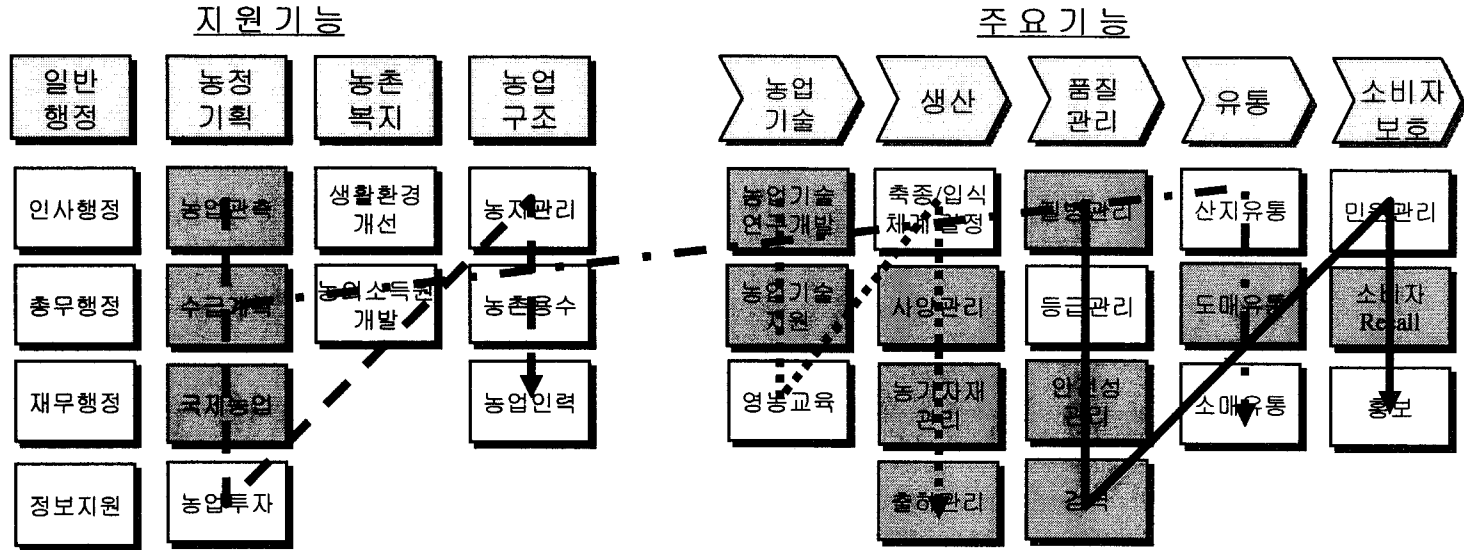 지 원 기 능
주 요 기 능
일반
행정
농정
기획
농촌
복지
농업
구조
농업
기술
생산
품질
관리
유통
소비자
보호
인사행정
농업관측
생활환경
개선
농지관리
농업기술
연구개발
축종/입식
체계 결정
질병관리
산지유통
민원관리
총무행정
수급계획
농외소득원
개발
농촌용수
농업기술
지원
사양관리
등급관리
도매유통
소비자
Recall
재무행정
국제농업
농업인력
영농교육
농기자재
관리
안전성
관리
소매유통
홍보
정보지원
농업투자
출하관리
검역